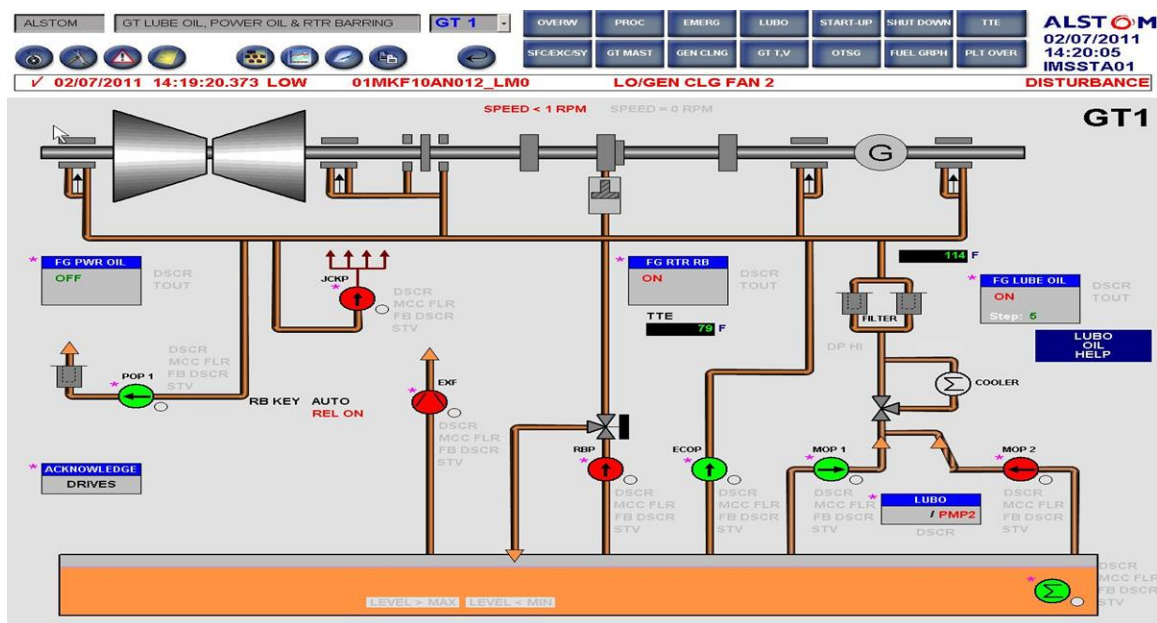 ALSTOM GT LUBE OIL, POWER OIL & RTR BARRING GT 1
OVERW PROC EMERG LUBO START-UP SHUT DOWN TTE
SFC/EXC/SY GT MAST GEN CLNG GT T,V OTSG FUEL GRPH PLT OVER
ALSTOM
02/07/2011
14:20:05
IMSSTA01
✓ 02/07/2011 14:19:20.373 LOW 01MKF10AN012_LM0 LO/GEN CLG FAN 2 DISTURBANCE
SPEED < 1 RPM SPEED = 0 RPM
GT1
G
* FG PWR OIL
OFF
DSCR
TOUT
JCKP
*
DSCR
MCC FLR
FB DSCR
STV
* FG RTR RB
ON
DSCR
TOUT
TTE
79 F
114 F
* FG LUBE OIL
ON
Step: 5
DSCR
TOUT
FILTER
DP HI
LUBO
OIL
HELP
Σ COOLER
POP 1
*
DSCR
MCC FLR
FB DSCR
STV
RB KEY AUTO
REL ON
EXF
*
DSCR
MCC FLR
FB DSCR
STV
* ACKNOWLEDGE
DRIVES
RBP
*
DSCR
MCC FLR
FB DSCR
STV
ECOP
*
DSCR
MCC FLR
FB DSCR
STV
MOP 1
*
DSCR
MCC FLR
FB DSCR
STV
* LUBO
/ PMP2
DSCR
MOP 2
*
DSCR
MCC FLR
FB DSCR
STV
LEVEL > MAX LEVEL < MIN
* Σ
DSCR
MCC FLR
FB DSCR
STV